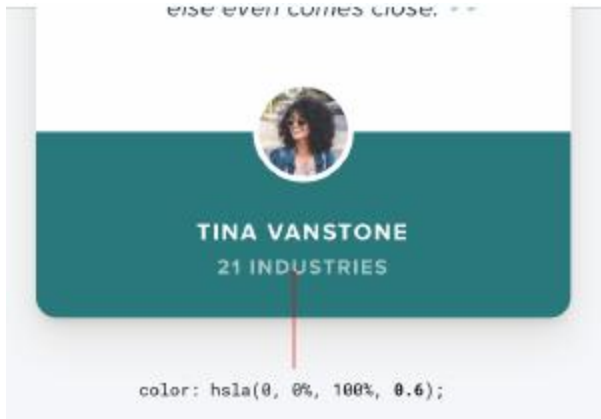 else even comes close. "
TINA VANSTONE
21 INDUSTRIES
color: hsla(0, 0%, 100%, 0.6);